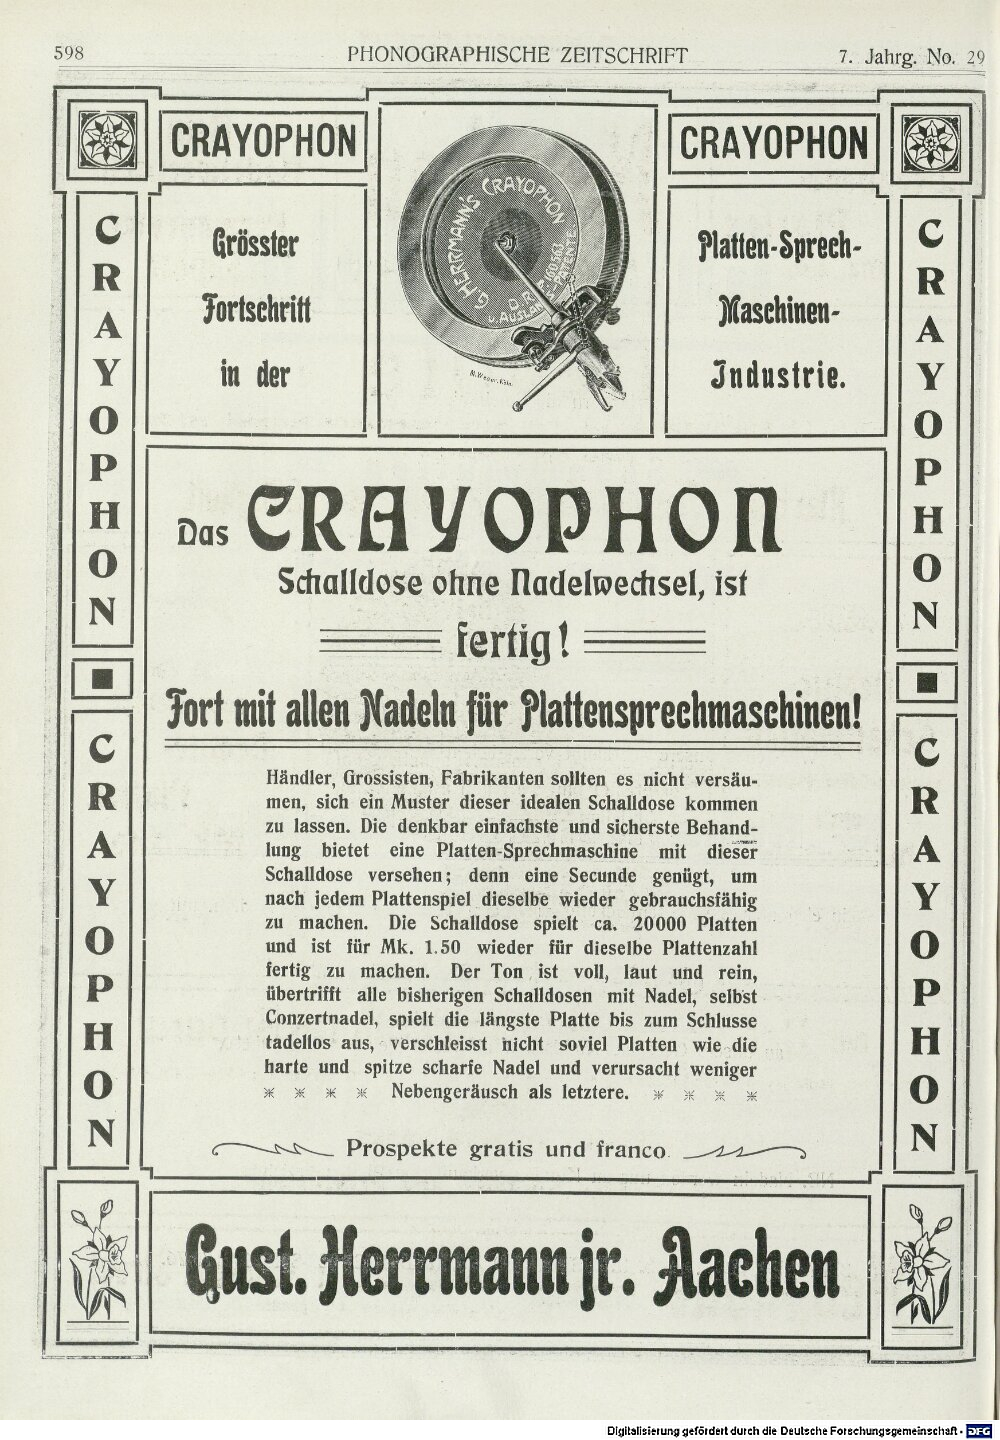 598 PHONOGRAPHISCHE ZEITSCHRIFT 7. Jahrg. No. 29
CRAYOPHON
CRAYOPHON
Grösster
Fortschritt
in der
G. HERRMANN'S CRAYOPHON
D.R.P.
u. AUSLAN
PATENTE.
N. Weber. Köln.
Platten-Sprech-
Maschinen-
Industrie.
CRAYOPHON
CRAYOPHON
CRAYOPHON
CRAYOPHON
Das CRAYOPHON
Schalldose ohne Nadelwechsel, ist
fertig!
Fort mit allen Nadeln für Plattensprechmaschinen!
Händler, Grossisten, Fabrikanten sollten es nicht versäu-
men, sich ein Muster dieser idealen Schalldose kommen
zu lassen. Die denkbar einfachste und sicherste Behand-
lung bietet eine Platten-Sprechmaschine mit dieser
Schalldose versehen; denn eine Secunde genügt, um
nach jedem Plattenspiel dieselbe wieder gebrauchsfähig
zu machen. Die Schalldose spielt ca. 20000 Platten
und ist für Mk. 1.50 wieder für dieselbe Plattenzahl
fertig zu machen. Der Ton ist voll, laut und rein,
übertrifft alle bisherigen Schalldosen mit Nadel, selbst
Conzertnadel, spielt die längste Platte bis zum Schlusse
tadellos aus, verschleisst nicht soviel Platten wie die
harte und spitze scharfe Nadel und verursacht weniger
Nebengeräusch als letztere.
Prospekte gratis und franco.
Gust. Herrmann jr. Aachen
Digitalisierung gefördert durch die Deutsche Forschungsgemeinschaft - DFG